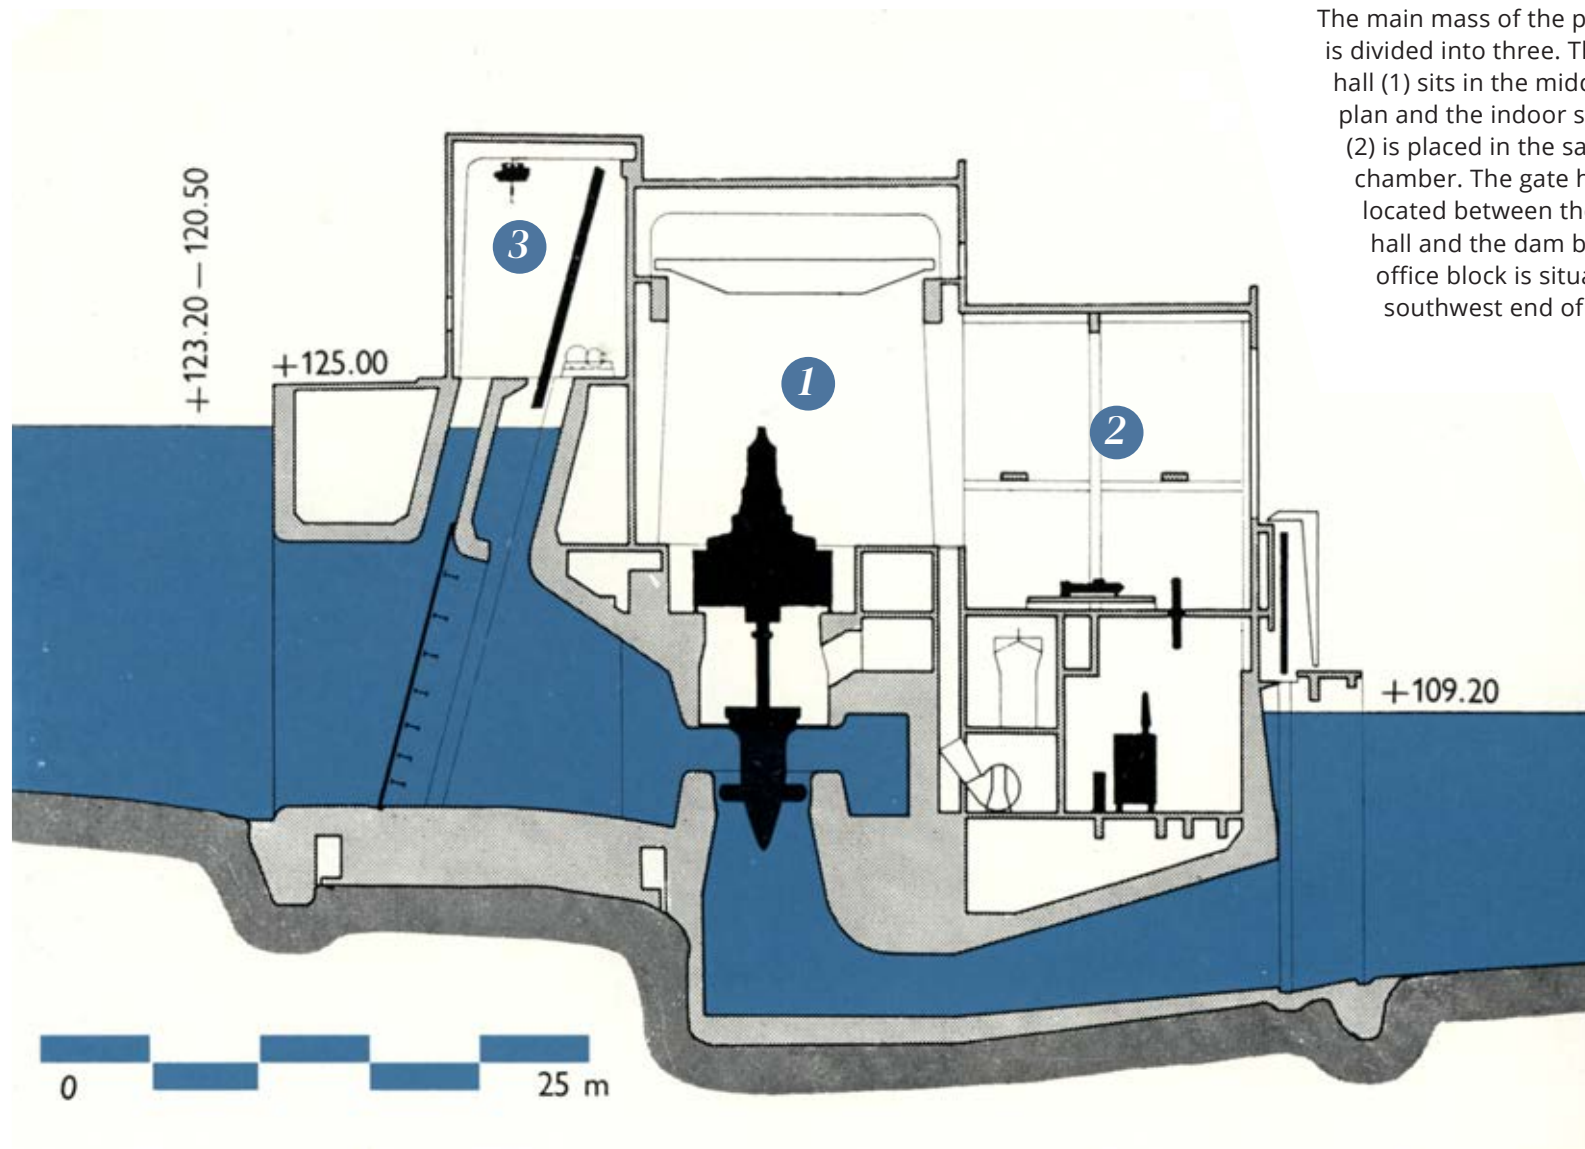 The main mass of the p
is divided into three. Th
hall (1) sits in the midd
plan and the indoor s
(2) is placed in the sa
chamber. The gate h
located between the
hall and the dam b
office block is situa
southwest end of
+123.20 — 120.50
3
+125.00
1
2
+109.20
0 25 m